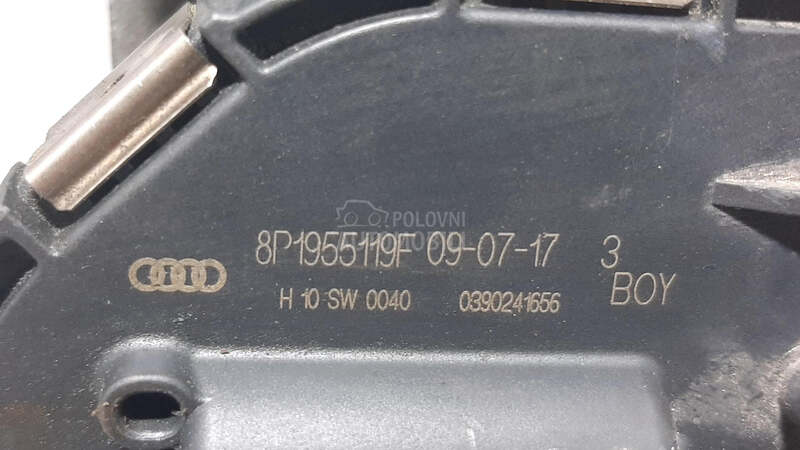 POLOVNI
8P1955119F 09-07-17 3
H 10 SW 0040 0390241656 BOY